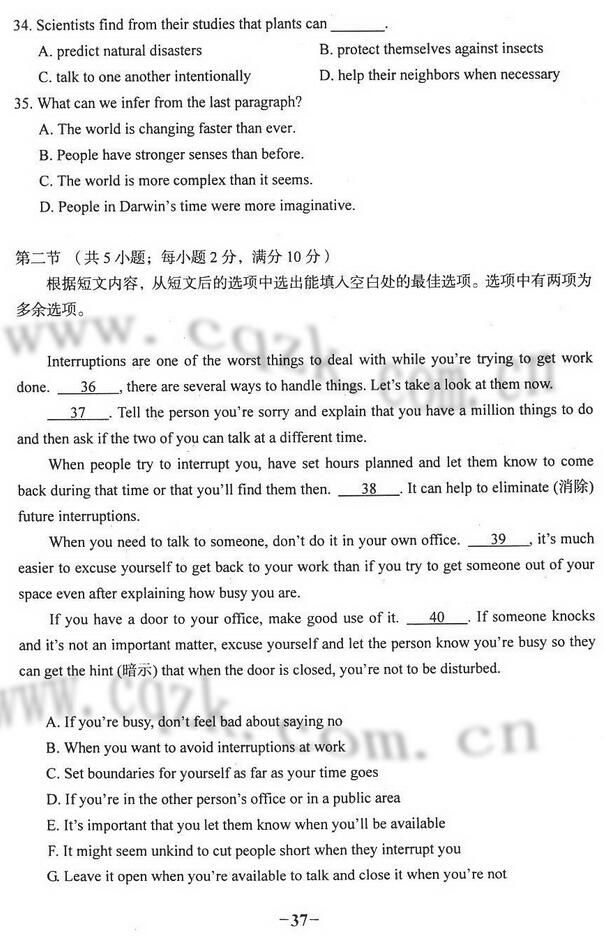 34. Scientists find from their studies that plants can ________.
A. predict natural disasters B. protect themselves against insects
C. talk to one another intentionally D. help their neighbors when necessary
35. What can we infer from the last paragraph?
A. The world is changing faster than ever.
B. People have stronger senses than before.
C. The world is more complex than it seems.
D. People in Darwin's time were more imaginative.
第二节 （共 5 小题；每小题 2 分，满分 10 分）
根据短文内容，从短文后的选项中选出能填入空白处的最佳选项。选项中有两项为
多余选项。
www.cqzk.com.cn
Interruptions are one of the worst things to deal with while you're trying to get work
done. __36__, there are several ways to handle things. Let's take a look at them now.
__37__. Tell the person you're sorry and explain that you have a million things to do
and then ask if the two of you can talk at a different time.
When people try to interrupt you, have set hours planned and let them know to come
back during that time or that you'll find them then. __38__. It can help to eliminate (消除)
future interruptions.
When you need to talk to someone, don't do it in your own office. __39__, it's much
easier to excuse yourself to get back to your work than if you try to get someone out of your
space even after explaining how busy you are.
If you have a door to your office, make good use of it. __40__. If someone knocks
and it's not an important matter, excuse yourself and let the person know you're busy so they
can get the hint (暗示) that when the door is closed, you're not to be disturbed.
www.cqzk.com.cn
A. If you're busy, don't feel bad about saying no
B. When you want to avoid interruptions at work
C. Set boundaries for yourself as far as your time goes
D. If you're in the other person's office or in a public area
E. It's important that you let them know when you'll be available
F. It might seem unkind to cut people short when they interrupt you
G. Leave it open when you're available to talk and close it when you're not
-37-